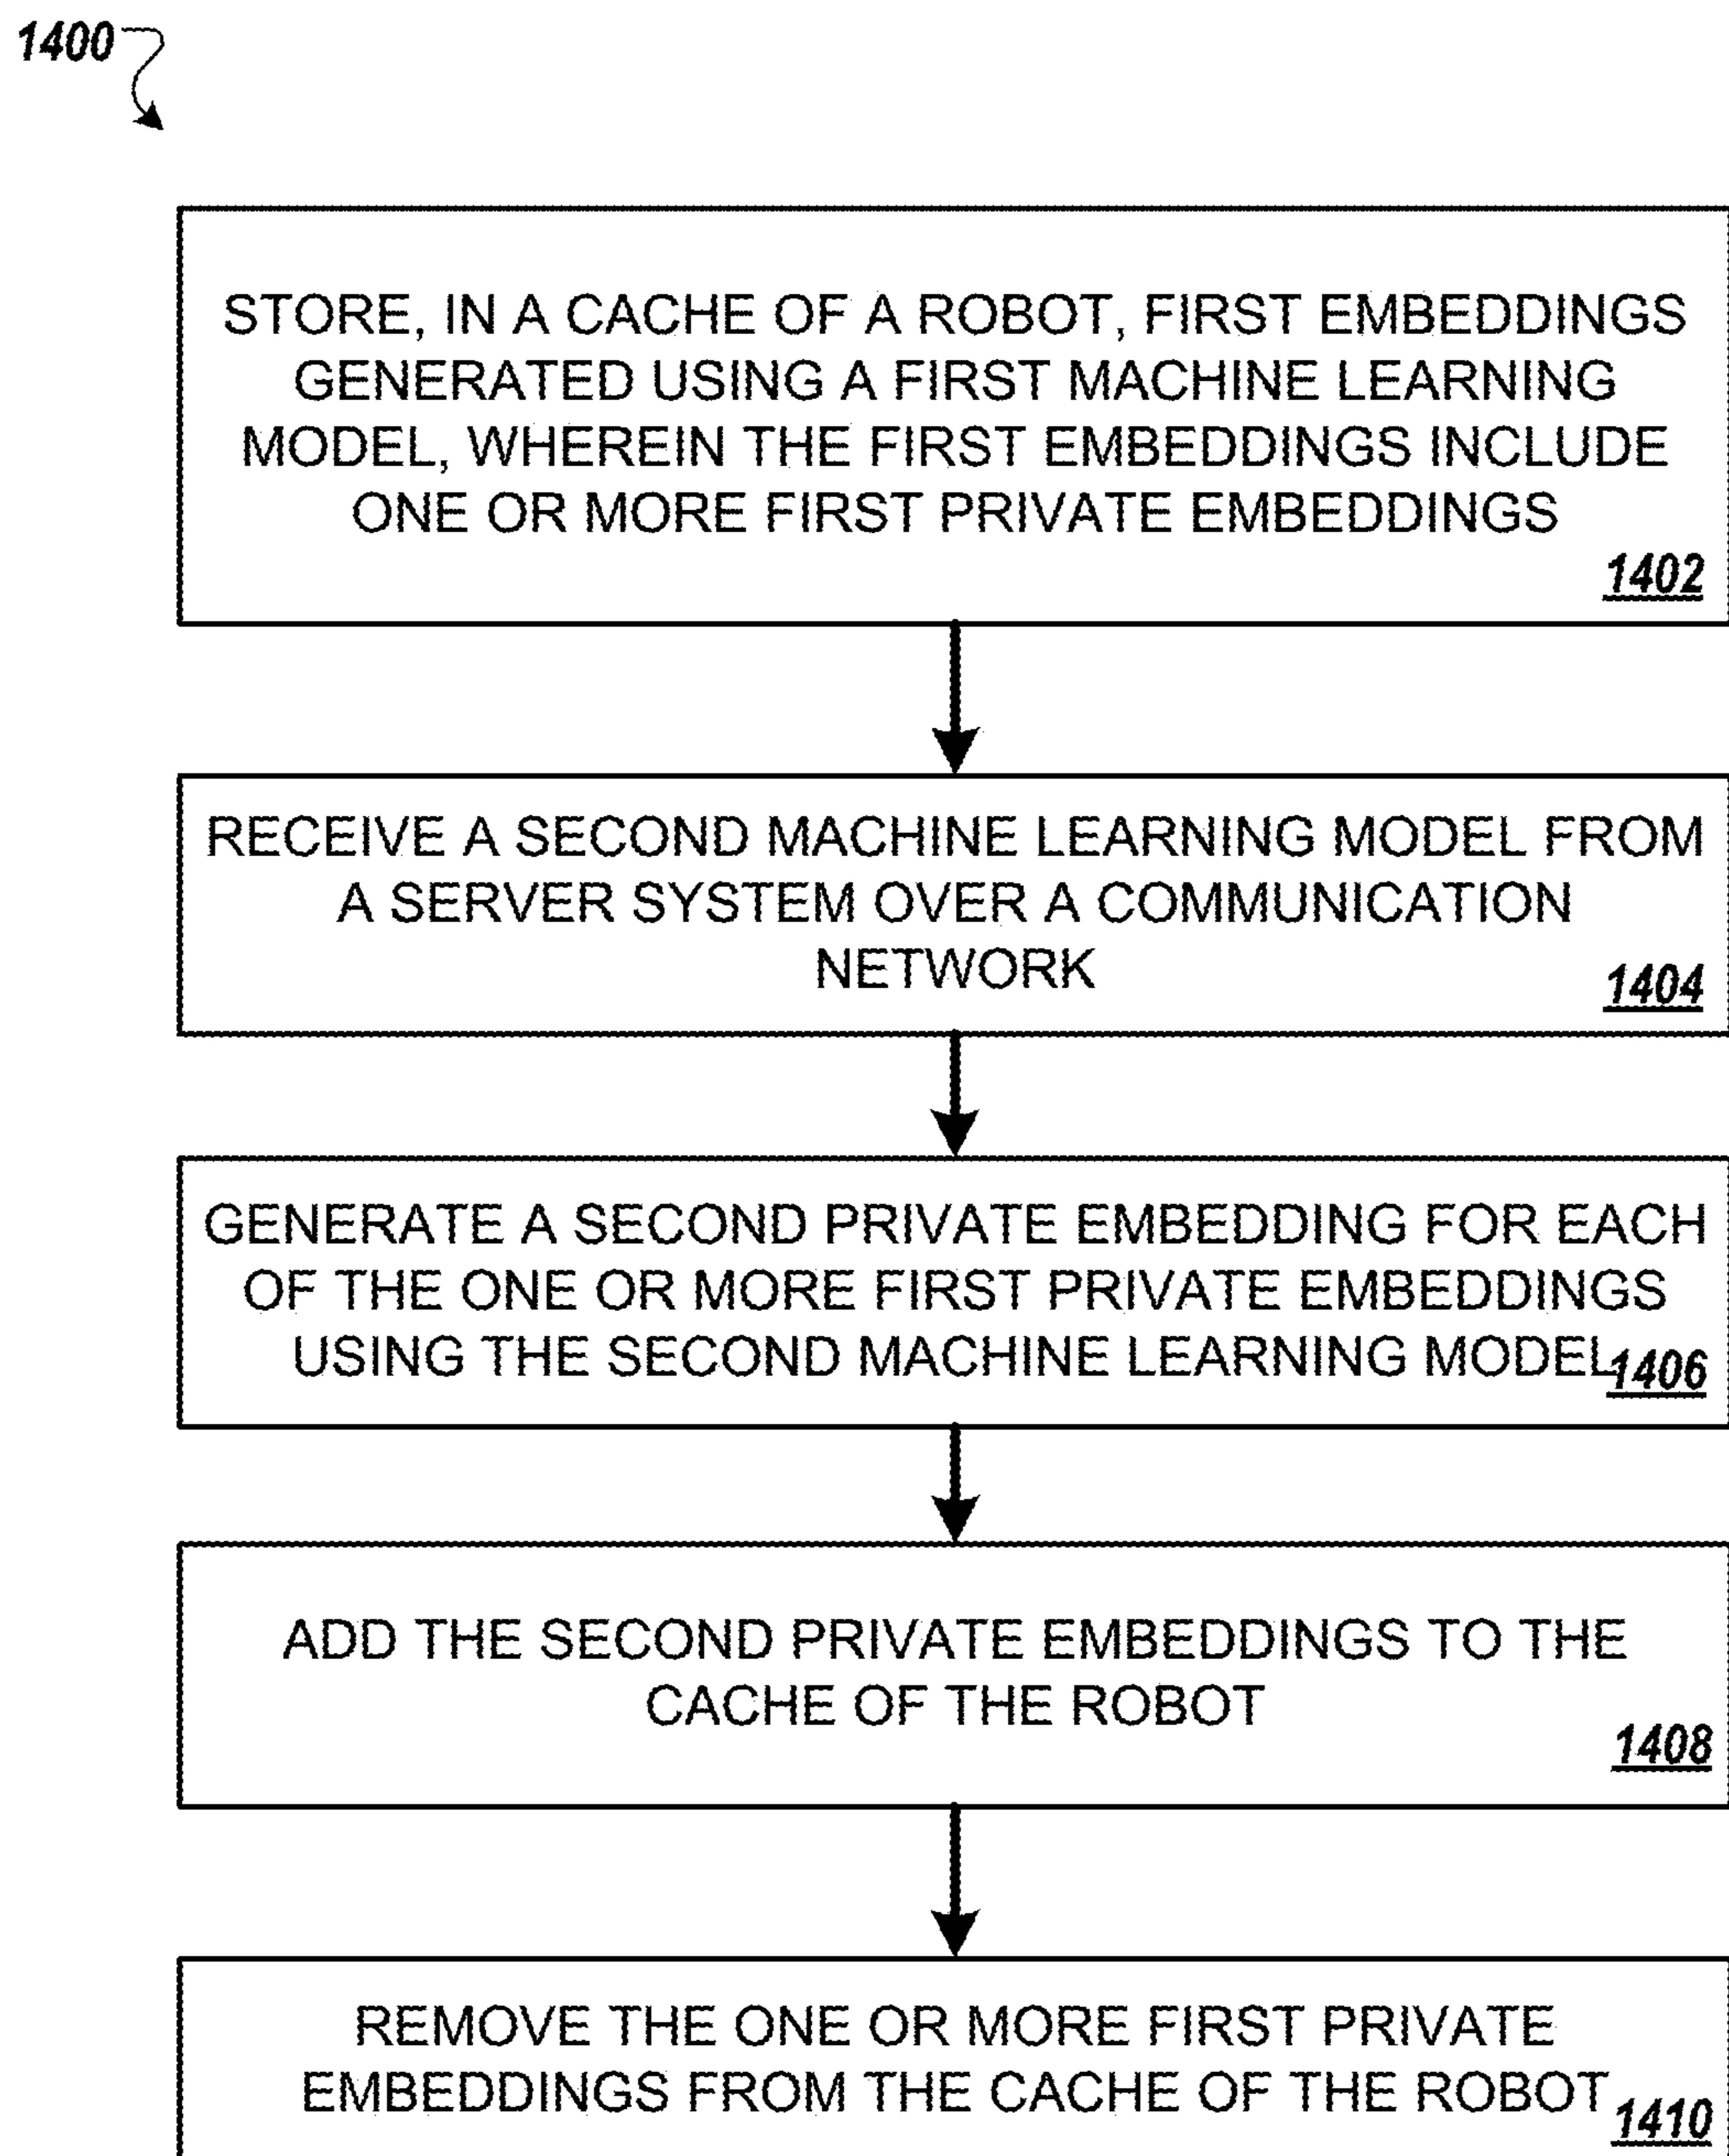 1400
STORE, IN A CACHE OF A ROBOT, FIRST EMBEDDINGS
GENERATED USING A FIRST MACHINE LEARNING
MODEL, WHEREIN THE FIRST EMBEDDINGS INCLUDE
ONE OR MORE FIRST PRIVATE EMBEDDINGS
1402
RECEIVE A SECOND MACHINE LEARNING MODEL FROM
A SERVER SYSTEM OVER A COMMUNICATION
NETWORK
1404
GENERATE A SECOND PRIVATE EMBEDDING FOR EACH
OF THE ONE OR MORE FIRST PRIVATE EMBEDDINGS
USING THE SECOND MACHINE LEARNING MODEL
1406
ADD THE SECOND PRIVATE EMBEDDINGS TO THE
CACHE OF THE ROBOT
1408
REMOVE THE ONE OR MORE FIRST PRIVATE
EMBEDDINGS FROM THE CACHE OF THE ROBOT
1410